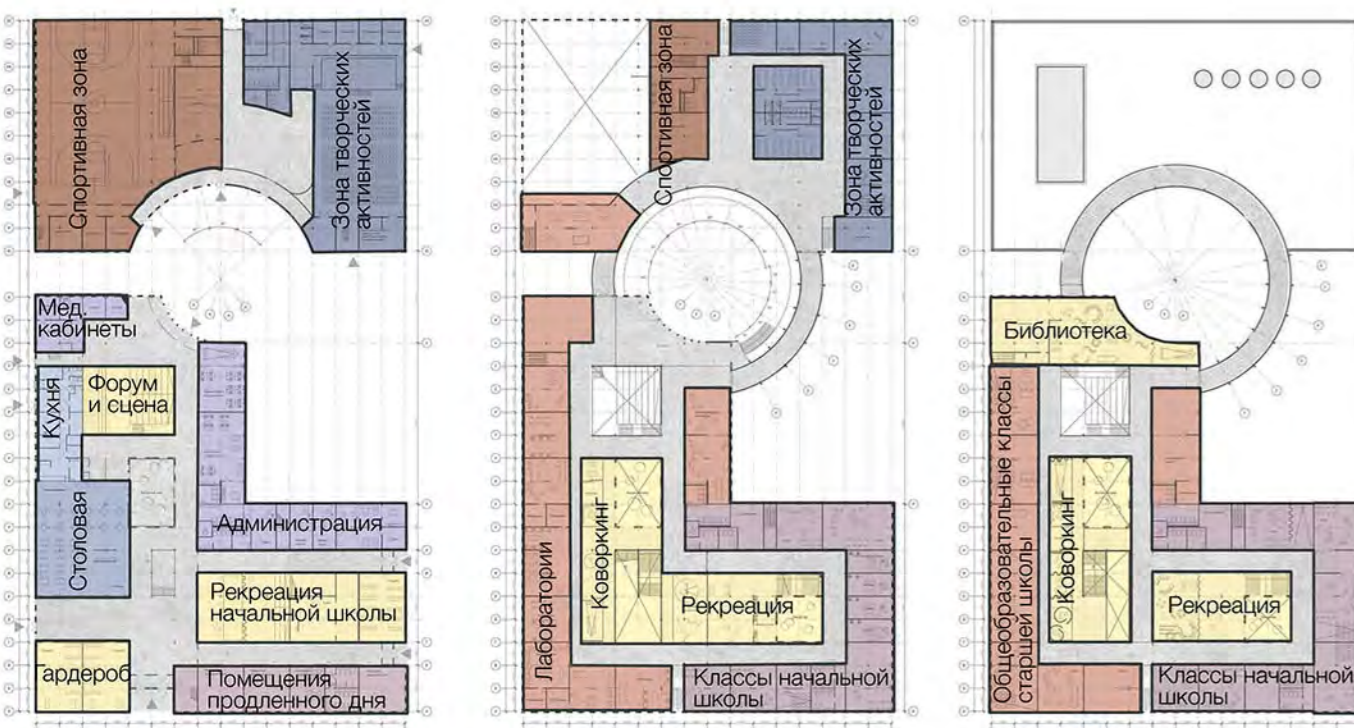 Спортивная зона
Зона творческих
активностей
Мед.
кабинеты
Кухня
Форум
и сцена
Столовая
Администрация
Рекреация
начальной школы
Гардероб
Помещения
продленного дня
Спортивная зона
Зона творческих
активностей
Лаборатории
Коворкинг
Рекреация
Классы начальной
школы
Библиотека
Общеобразовательные классы
старшей школы
Коворкинг
Рекреация
Классы начальной
школы